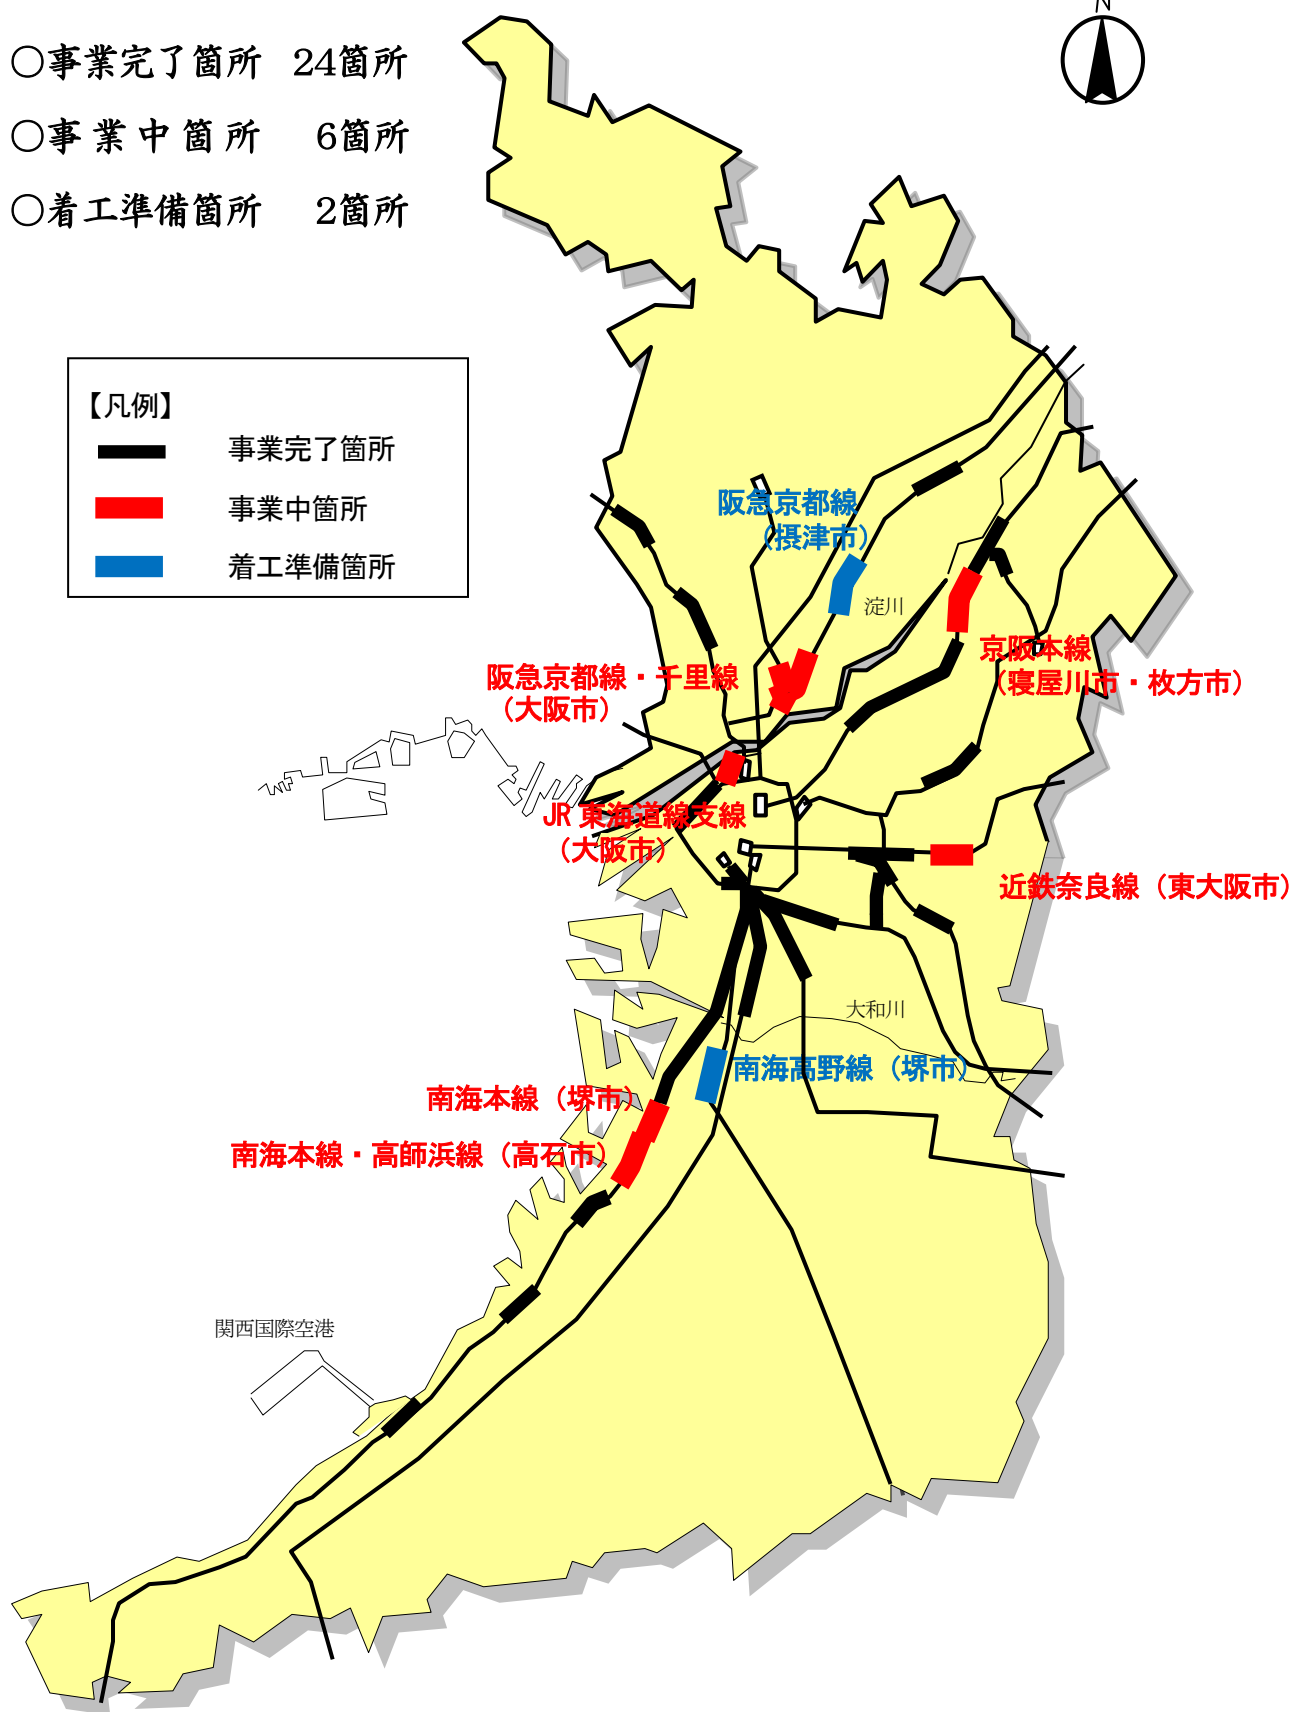 N
○事業完了箇所 24箇所
○事業中箇所 6箇所
○着工準備箇所 2箇所
【凡例】
事業完了箇所
事業中箇所
着工準備箇所
阪急京都線
（摂津市）
淀川
京阪本線
（寝屋川市・枚方市）
阪急京都線・千里線
（大阪市）
JR東海道線支線
（大阪市）
近鉄奈良線（東大阪市）
大和川
南海高野線（堺市）
南海本線（堺市）
南海本線・高師浜線（高石市）
関西国際空港